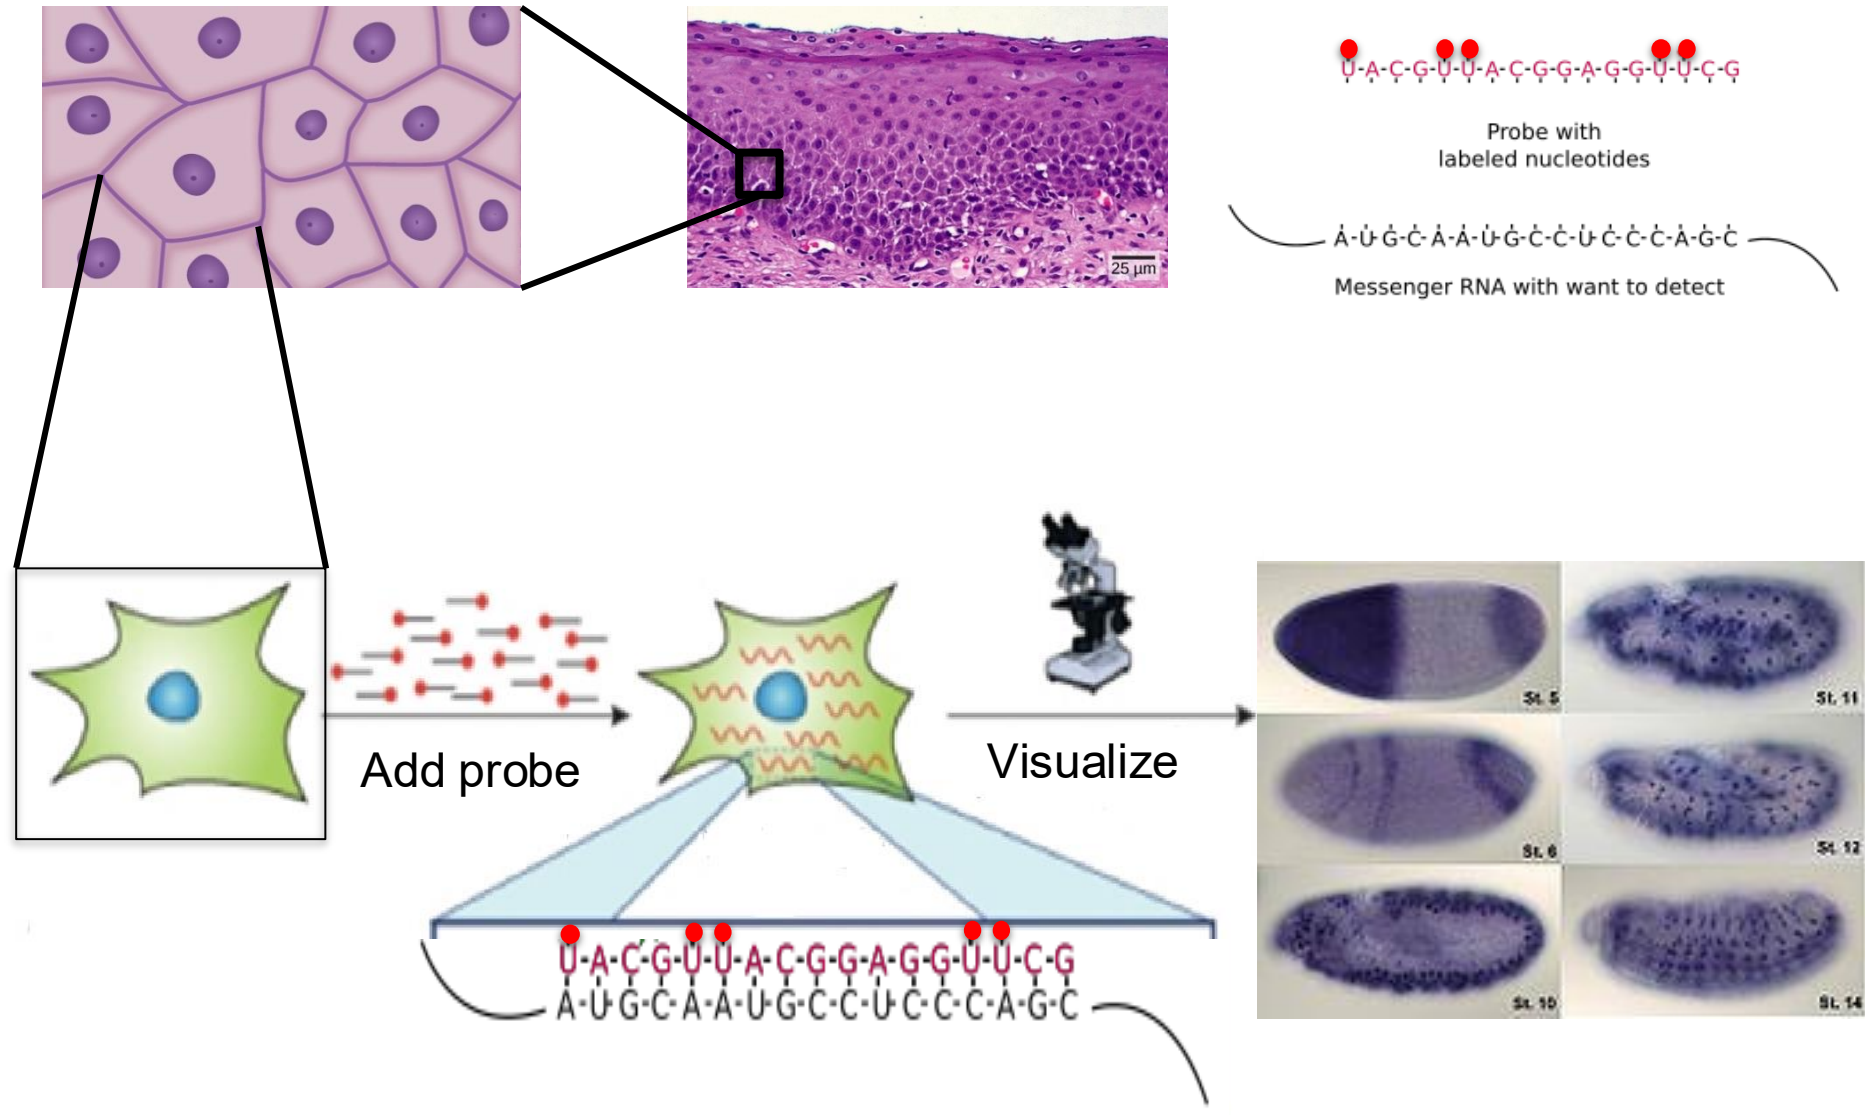 U-A-C-G-U-U-A-C-G-G-A-G-G-U-U-C-G
Probe with
labeled nucleotides
A-U-G-C-A-A-U-G-C-C-U-C-C-C-A-G-C
Messenger RNA with want to detect
25 µm
Add probe
Visualize
St. 5
St. 11
St. 6
St. 12
St. 10
St. 14
U-A-C-G-U-U-A-C-G-G-A-G-G-U-U-C-G
A-U-G-C-A-A-U-G-C-C-U-C-C-C-A-G-C